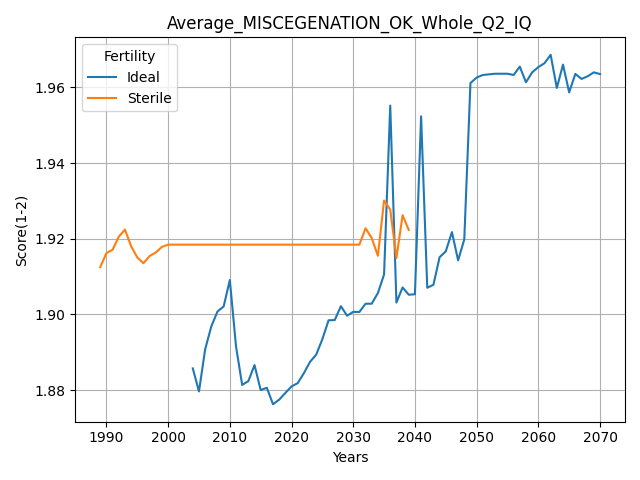 Average_MISCEGENATION_OK_Whole_Q2_IQ
Fertility
Ideal
Sterile
Score(1-2)
1.96
1.94
1.92
1.90
1.88
1990 2000 2010 2020 2030 2040 2050 2060 2070
Years